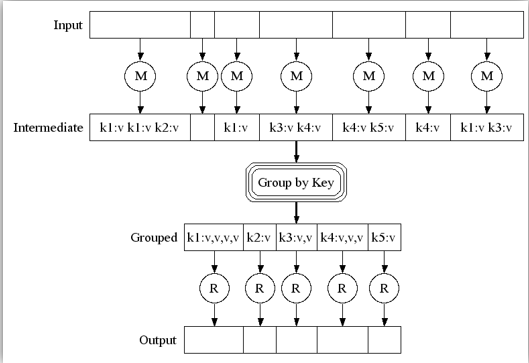 Input
M M M M M M M
Intermediate k1:v k1:v k2:v k1:v k3:v k4:v k4:v k5:v k4:v k1:v k3:v
Group by Key
Grouped k1:v,v,v,v k2:v k3:v,v k4:v,v,v k5:v
R R R R R
Output